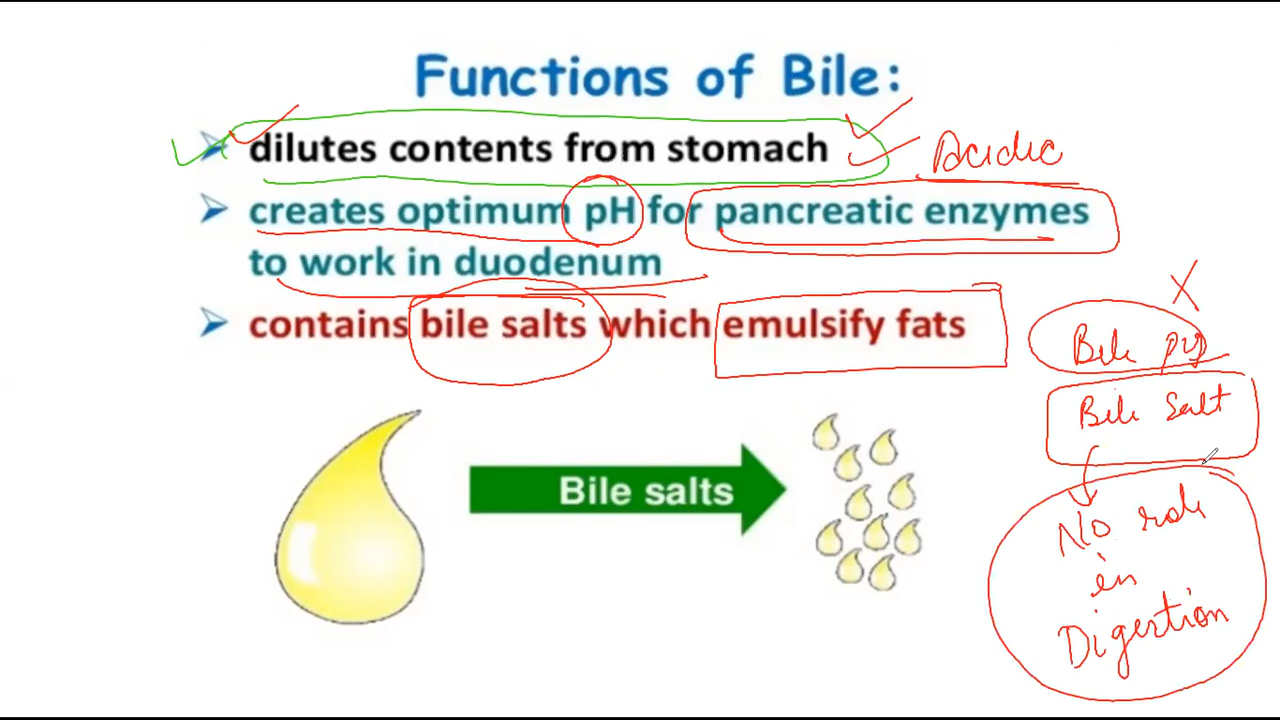 Functions of Bile:
dilutes contents from stomach
Acidic
creates optimum pH for pancreatic enzymes
to work in duodenum
contains bile salts which emulsify fats
Bile pig
Bile Salt
Bile salts
No role
in
Digestion